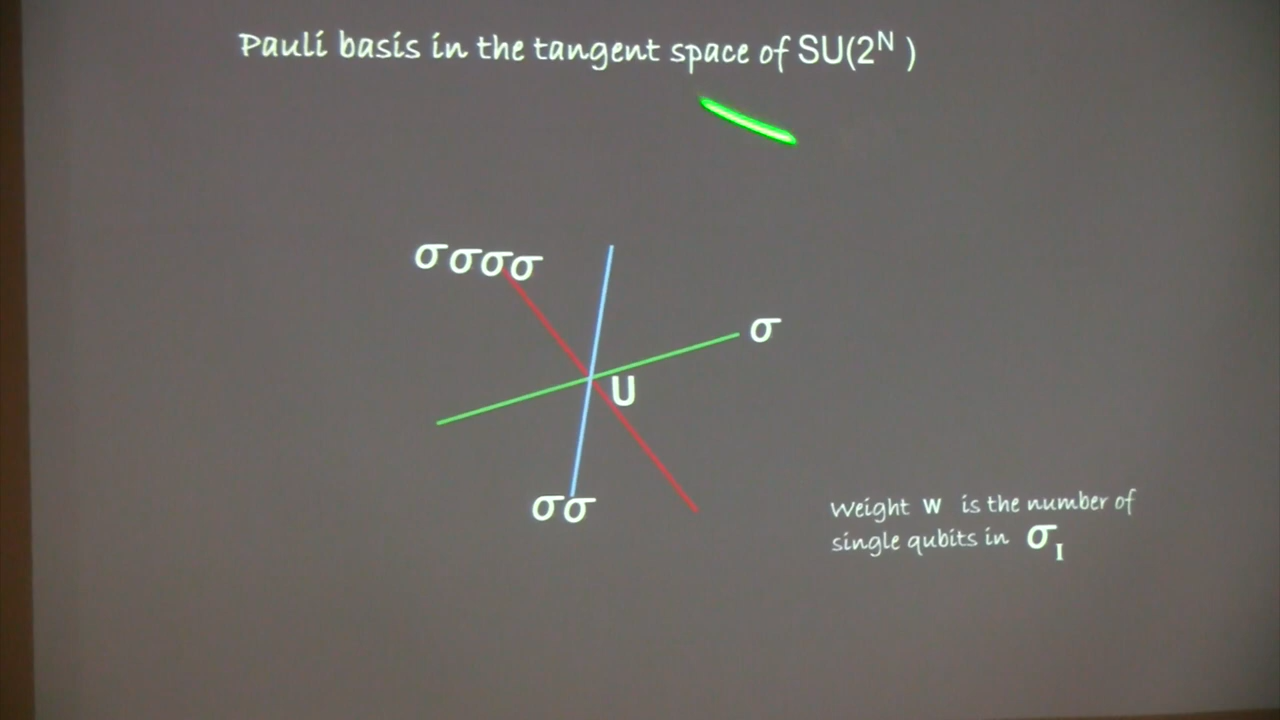 Pauli basis in the tangent space of SU(2ᴺ )
σσσσ
σ
U
σσ
Weight w is the number of
single qubits in σ_I